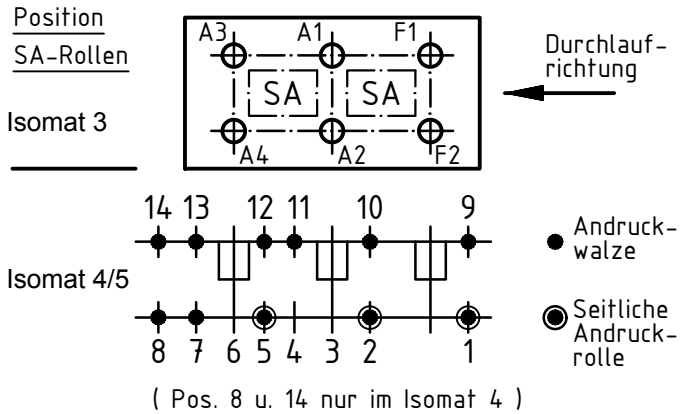 Position
SA-Rollen
Isomat 3
A3 A1 F1
SA SA
A4 A2 F2
Durchlauf-
richtung
14 13 12 11 10 9
Isomat 4/5
8 7 6 5 4 3 2 1
Andruck-
walze
Seitliche
Andruck-
rolle
( Pos. 8 u. 14 nur im Isomat 4 )